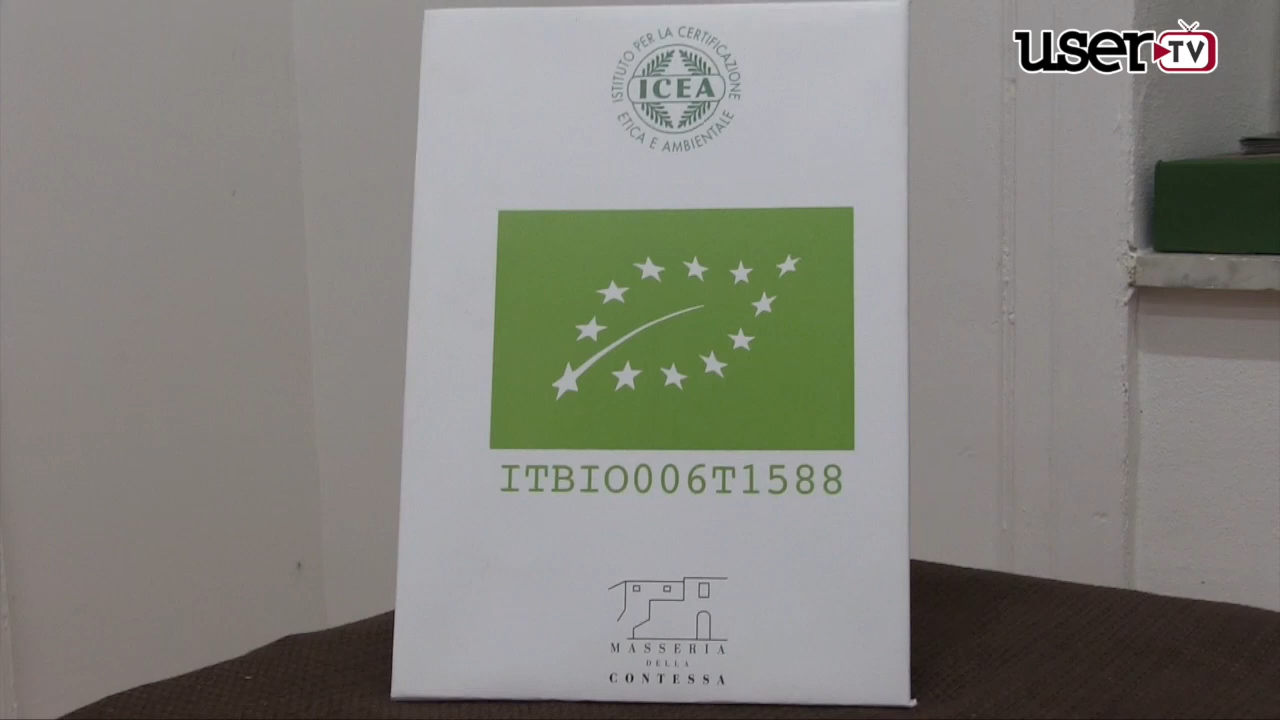 user TV
ISTITUTO PER LA CERTIFICAZIONE
ICEA
ETICA E AMBIENTALE
ITBIO006T1588
MASSERIA
DELLA
CONTESSA